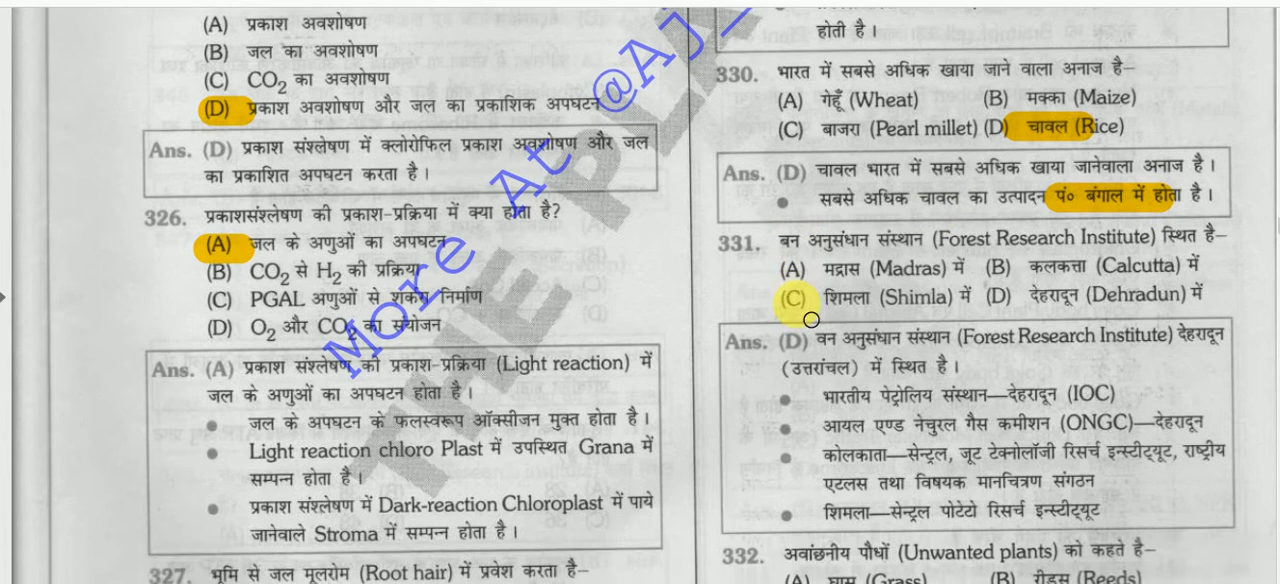 (A) प्रकाश अवशोषण
(B) जल का अवशोषण
(C) CO₂ का अवशोषण
(D) प्रकाश अवशोषण और जल का प्रकाशिक अपघटन
Ans. (D) प्रकाश संश्लेषण में क्लोरोफिल प्रकाश अवशोषण और जल
का प्रकाशित अपघटन करता है।
326. प्रकाशसंश्लेषण की प्रकाश-प्रक्रिया में क्या होता है?
(A) जल के अणुओं का अपघटन
(B) CO₂ से H₂ की प्रक्रिया
(C) PGAL अणुओं से शर्करा निर्माण
(D) O₂ और CO₂ का संयोजन
Ans. (A) प्रकाश संश्लेषण की प्रकाश-प्रक्रिया (Light reaction) में
जल के अणुओं का अपघटन होता है।
● जल के अपघटन के फलस्वरूप ऑक्सीजन मुक्त होता है।
● Light reaction chloro Plast में उपस्थित Grana में
सम्पन होता है।
● प्रकाश संश्लेषण में Dark-reaction Chloroplast में पाये
जानेवाले Stroma में सम्पन होता है।
327. भूमि से जल मूलरोम (Root hair) में प्रवेश करता है–
होती है।
330. भारत में सबसे अधिक खाया जाने वाला अनाज है–
(A) गेहूँ (Wheat) (B) मक्का (Maize)
(C) बाजरा (Pearl millet) (D) चावल (Rice)
Ans. (D) चावल भारत में सबसे अधिक खाया जानेवाला अनाज है।
● सबसे अधिक चावल का उत्पादन पं० बंगाल में होता है।
331. बन अनुसंधान संस्थान (Forest Research Institute) स्थित है–
(A) मद्रास (Madras) में (B) कलकत्ता (Calcutta) में
(C) शिमला (Shimla) में (D) देहरादून (Dehradun) में
Ans. (D) वन अनुसंधान संस्थान (Forest Research Institute) देहरादून
(उत्तरांचल) में स्थित है।
● भारतीय पेट्रोलिय संस्थान—देहरादून (IOC)
● आयल एण्ड नेचुरल गैस कमीशन (ONGC)—देहरादून
● कोलकाता—सेन्ट्रल, जूट टेक्नोलॉजी रिसर्च इन्स्टीट्यूट, राष्ट्रीय
एटलस तथा विषयक मानचित्रण संगठन
● शिमला—सेन्ट्रल पोटेटो रिसर्च इन्स्टीट्यूट
332. अवांछनीय पौधों (Unwanted plants) को कहते है–
(A) घास (Grass) (B) रीड्स (Reeds)
More At @AJ_
THE PLA